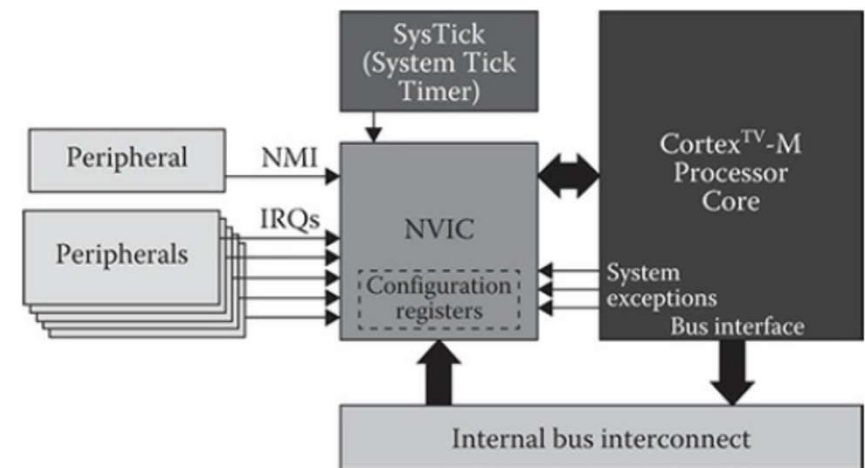 SysTick
(System Tick
Timer)
Peripheral
NMI
Cortex^TV-M
Processor
Core
IRQs
NVIC
Peripherals
Configuration
registers
System
exceptions
Bus interface
Internal bus interconnect